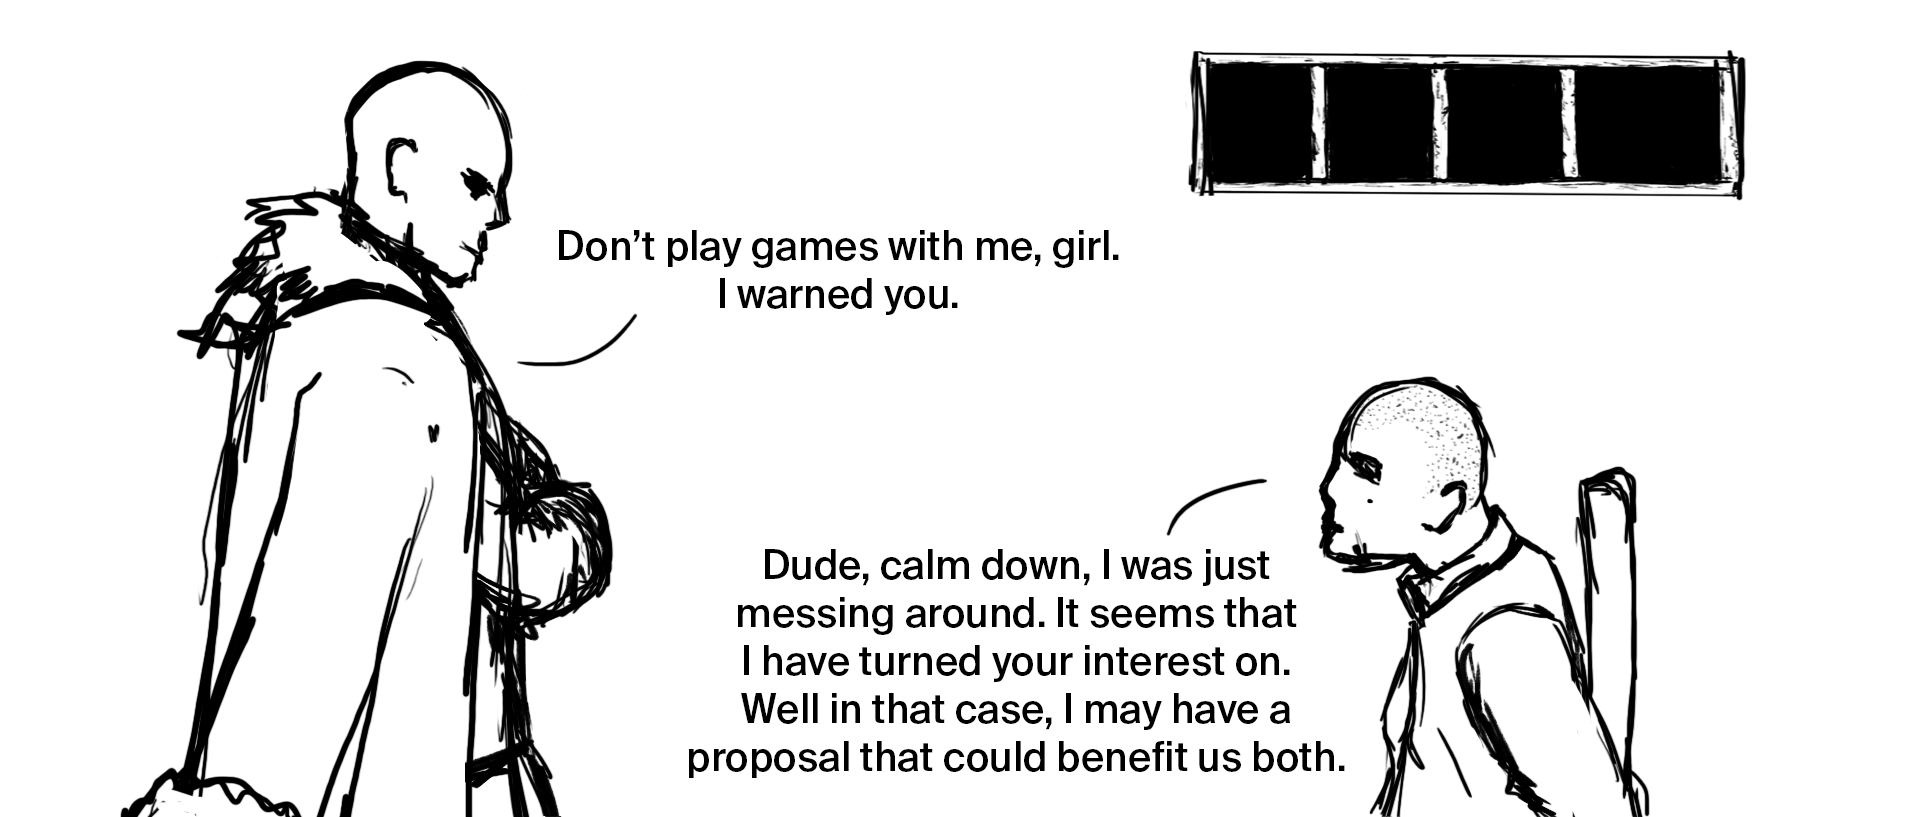 Don’t play games with me, girl.
I warned you.
Dude, calm down, I was just
messing around. It seems that
I have turned your interest on.
Well in that case, I may have a
proposal that could benefit us both.